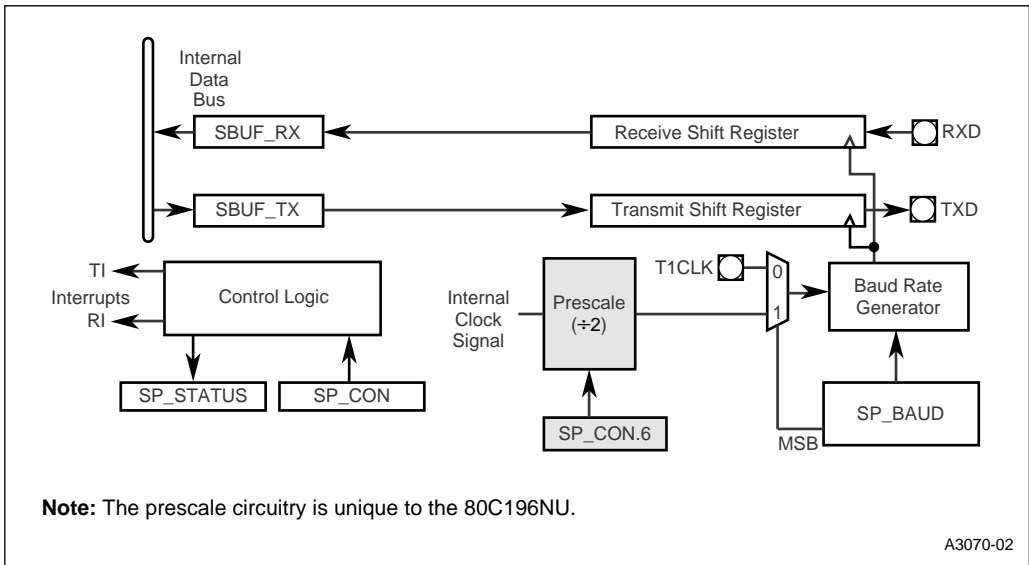 Internal
Data
Bus
SBUF_RX
Receive Shift Register
RXD
SBUF_TX
Transmit Shift Register
TXD
TI
Interrupts
RI
Control Logic
SP_STATUS
SP_CON
Internal
Clock
Signal
Prescale
(÷2)
SP_CON.6
T1CLK
0
1
Baud Rate
Generator
MSB
SP_BAUD
Note: The prescale circuitry is unique to the 80C196NU.
A3070-02